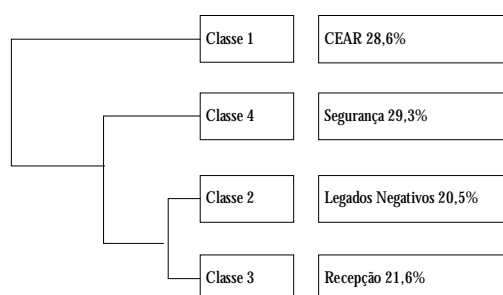 Classe 1 CEAR 28,6%
Classe 4 Segurança 29,3%
Classe 2 Legados Negativos 20,5%
Classe 3 Recepção 21,6%